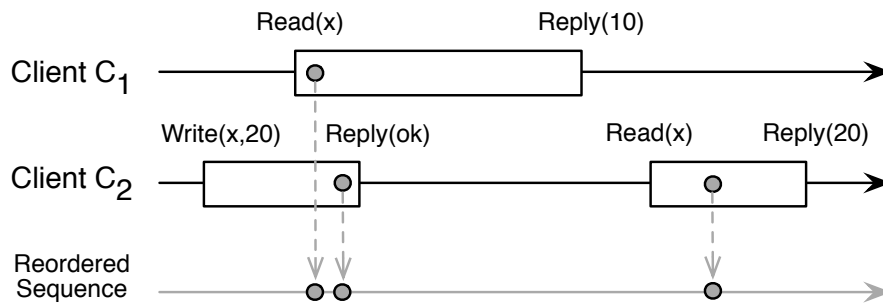 Read(x) Reply(10)
Client C1
Write(x,20) Reply(ok) Read(x) Reply(20)
Client C2
Reordered
Sequence